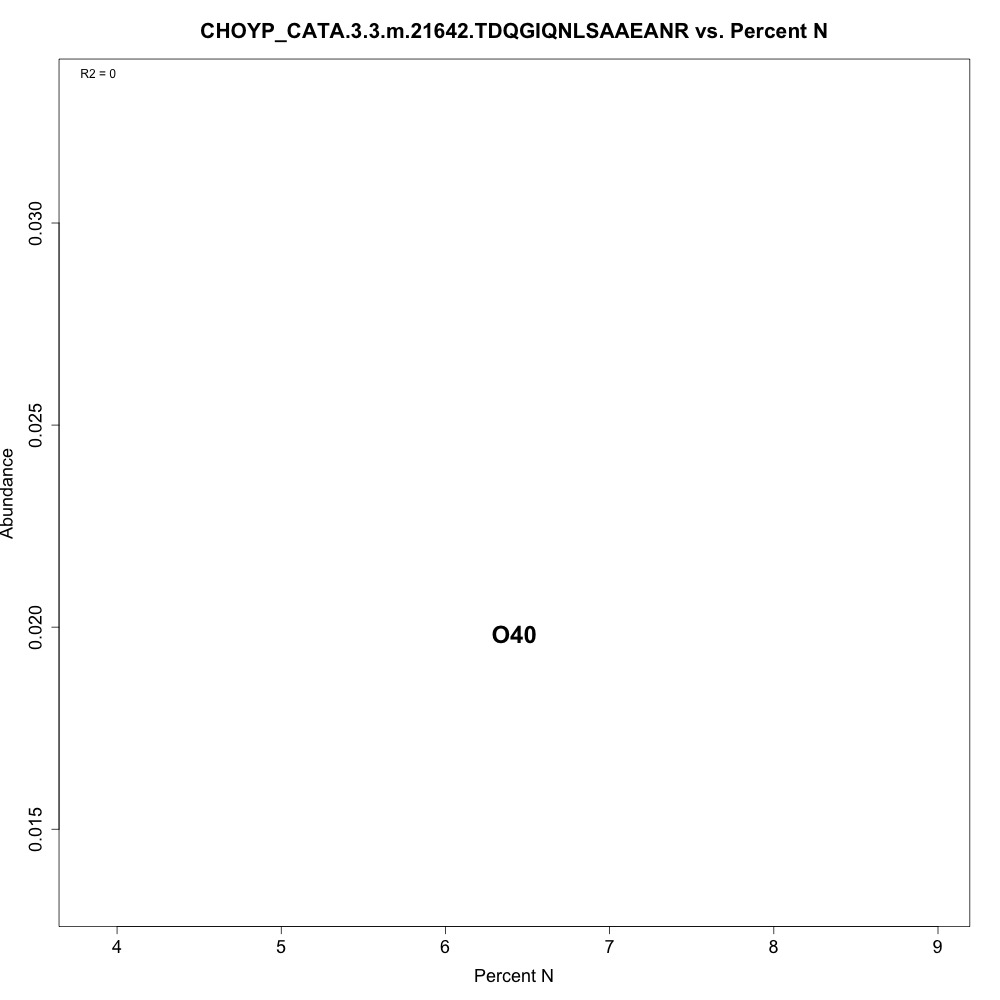 CHOYP_CATA.3.3.m.21642.TDQGIQNLSAAEANR vs. Percent N
R2 = 0
0.030
0.025
0.020
0.015
Abundance
O40
4 5 6 7 8 9
Percent N